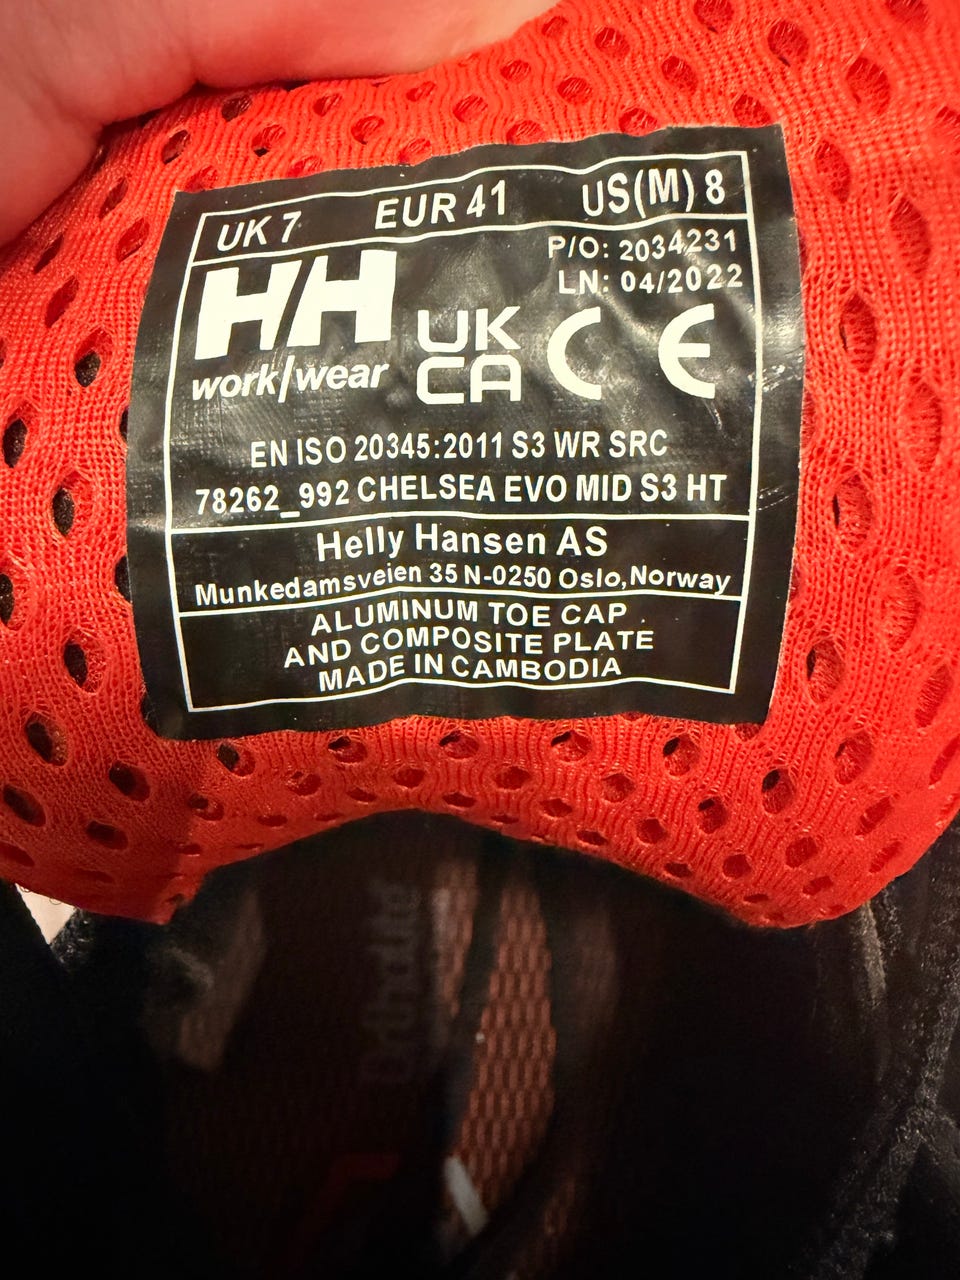 UK 7 EUR 41 US(M) 8
P/O: 2034231
LN: 04/2022
HH
work/wear
UK
CA
CE
EN ISO 20345:2011 S3 WR SRC
78262_992 CHELSEA EVO MID S3 HT
Helly Hansen AS
Munkedamsveien 35 N-0250 Oslo, Norway
ALUMINUM TOE CAP
AND COMPOSITE PLATE
MADE IN CAMBODIA